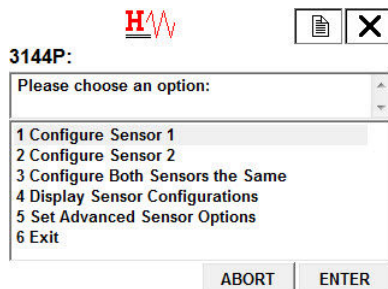 H
3144P:
Please choose an option:
1 Configure Sensor 1
2 Configure Sensor 2
3 Configure Both Sensors the Same
4 Display Sensor Configurations
5 Set Advanced Sensor Options
6 Exit
ABORT ENTER